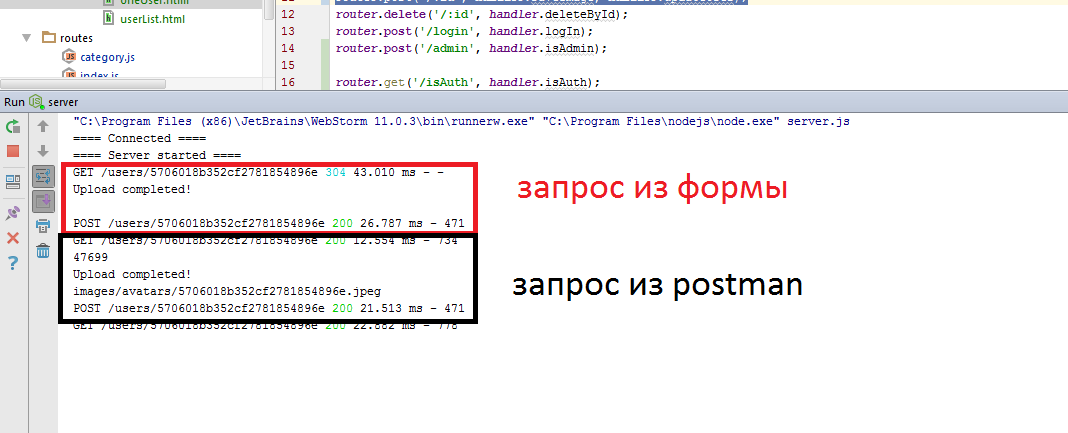 oneUser.html
userList.html
routes
category.js
index.js
12 router.delete('/:id', handler.deleteById);
13 router.post('/login', handler.logIn);
14 router.post('/admin', handler.isAdmin);
15
16 router.get('/isAuth', handler.isAuth);
Run server
"C:\Program Files (x86)\JetBrains\WebStorm 11.0.3\bin\runnerw.exe" "C:\Program Files\nodejs\node.exe" server.js
==== Connected ====
==== Server started ====
GET /users/5706018b352cf2781854896e 304 43.010 ms - -
Upload completed!
запрос из формы
POST /users/5706018b352cf2781854896e 200 26.787 ms - 471
GET /users/5706018b352cf2781854896e 200 12.554 ms - 734
47699
Upload completed!
запрос из postman
images/avatars/5706018b352cf2781854896e.jpeg
POST /users/5706018b352cf2781854896e 200 21.513 ms - 471
GET /users/5706018b352cf2781854896e 200 22.882 ms - 778